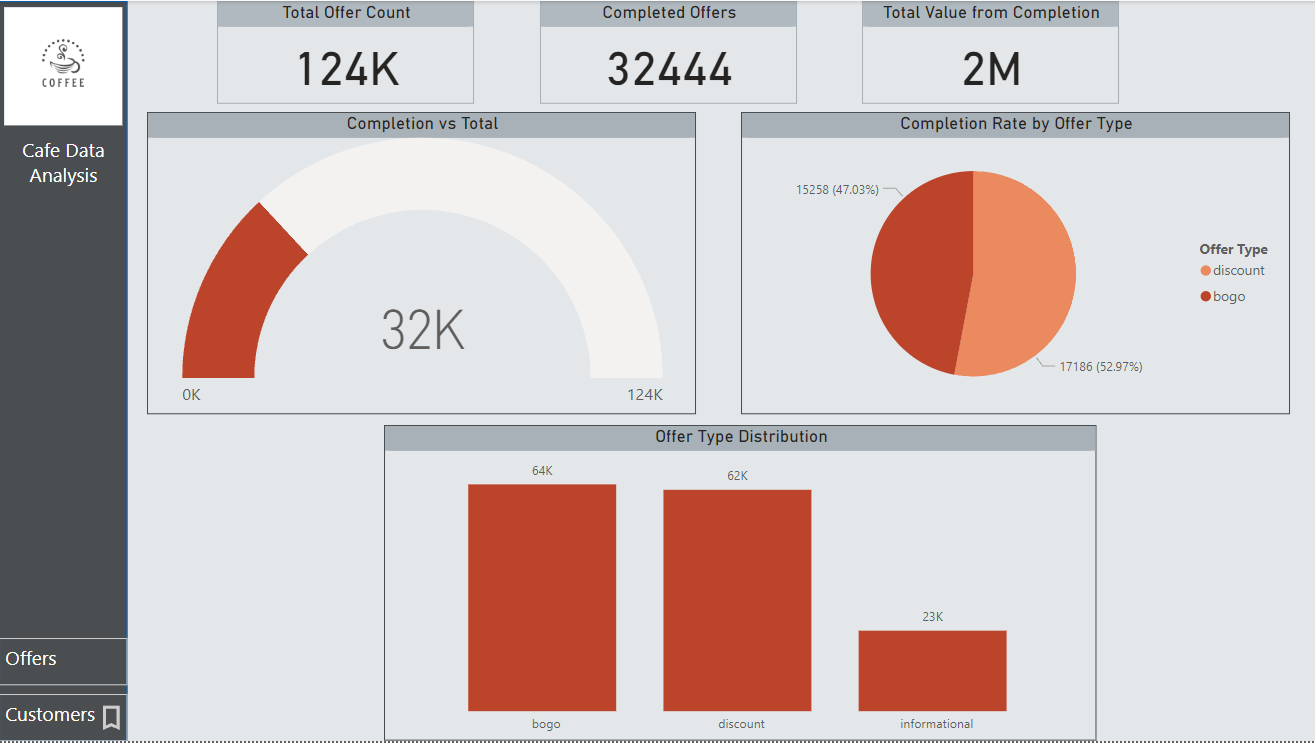 COFFEE
Cafe Data
Analysis
Offers
Customers
Total Offer Count
124K
Completed Offers
32444
Total Value from Completion
2M
Completion vs Total
32K
0K
124K
Completion Rate by Offer Type
15258 (47.03%)
17186 (52.97%)
Offer Type
discount
bogo
Offer Type Distribution
64K
62K
23K
bogo
discount
informational